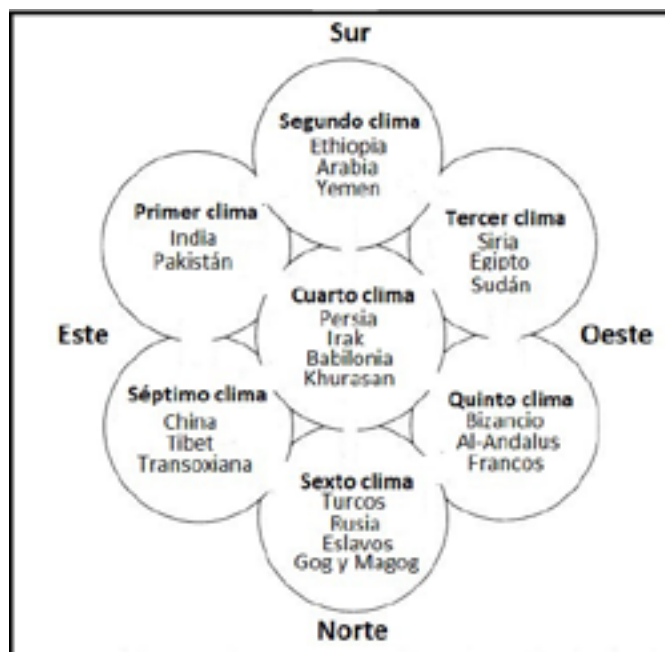 Sur
Segundo clima
Ethiopia
Arabia
Yemen
Primer clima
India
Pakistán
Tercer clima
Siria
Egipto
Sudán
Cuarto clima
Persia
Irak
Babilonia
Khurasan
Este
Oeste
Séptimo clima
China
Tibet
Transoxiana
Quinto clima
Bizancio
Al-Andalus
Francos
Sexto clima
Turcos
Rusia
Eslavos
Gog y Magog
Norte